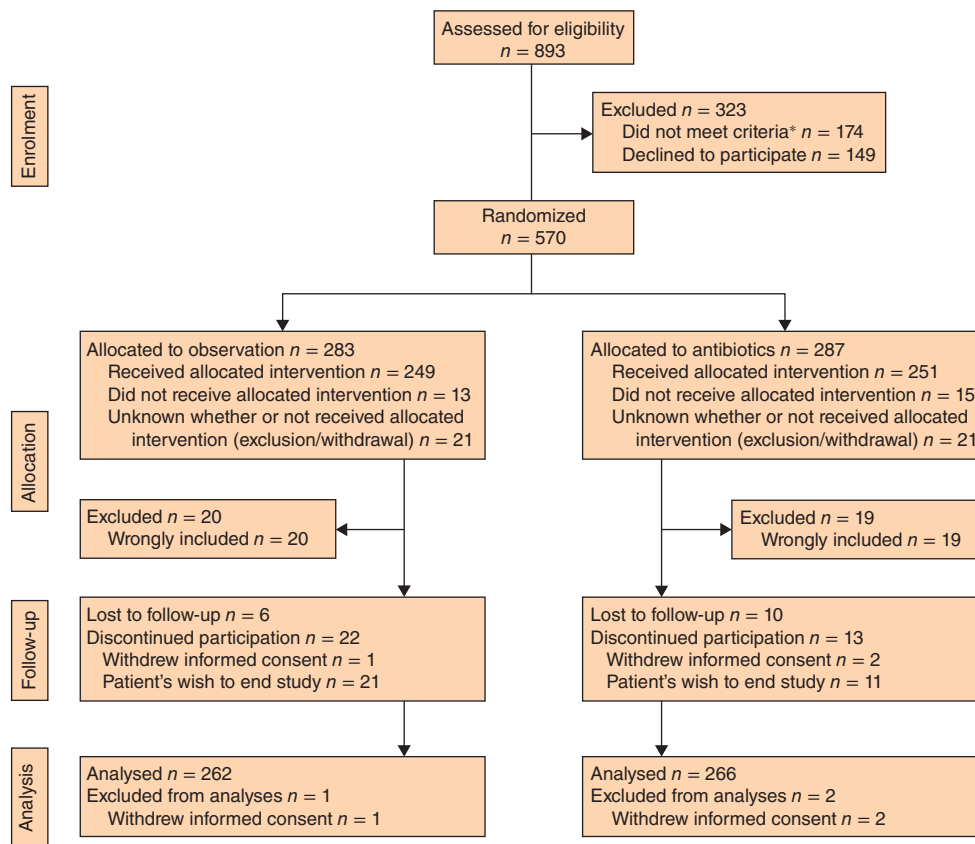 Assessed for eligibility
n = 893
Enrolment
Excluded n = 323
Did not meet criteria* n = 174
Declined to participate n = 149
Randomized
n = 570
Allocation
Allocated to observation n = 283
Received allocated intervention n = 249
Did not receive allocated intervention n = 13
Unknown whether or not received allocated
intervention (exclusion/withdrawal) n = 21
Allocated to antibiotics n = 287
Received allocated intervention n = 251
Did not receive allocated intervention n = 15
Unknown whether or not received allocated
intervention (exclusion/withdrawal) n = 21
Excluded n = 20
Wrongly included n = 20
Excluded n = 19
Wrongly included n = 19
Follow-up
Lost to follow-up n = 6
Discontinued participation n = 22
Withdrew informed consent n = 1
Patient's wish to end study n = 21
Lost to follow-up n = 10
Discontinued participation n = 13
Withdrew informed consent n = 2
Patient's wish to end study n = 11
Analysis
Analysed n = 262
Excluded from analyses n = 1
Withdrew informed consent n = 1
Analysed n = 266
Excluded from analyses n = 2
Withdrew informed consent n = 2